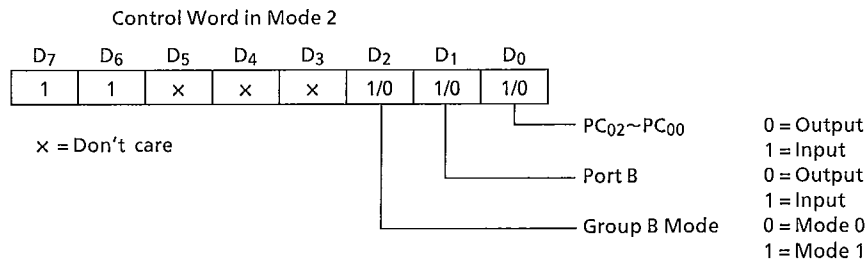 Control Word in Mode 2
D7 D6 D5 D4 D3 D2 D1 D0
1 1 × × × 1/0 1/0 1/0
× = Don't care
PC02~PC00 0 = Output
1 = Input
Port B 0 = Output
1 = Input
Group B Mode 0 = Mode 0
1 = Mode 1